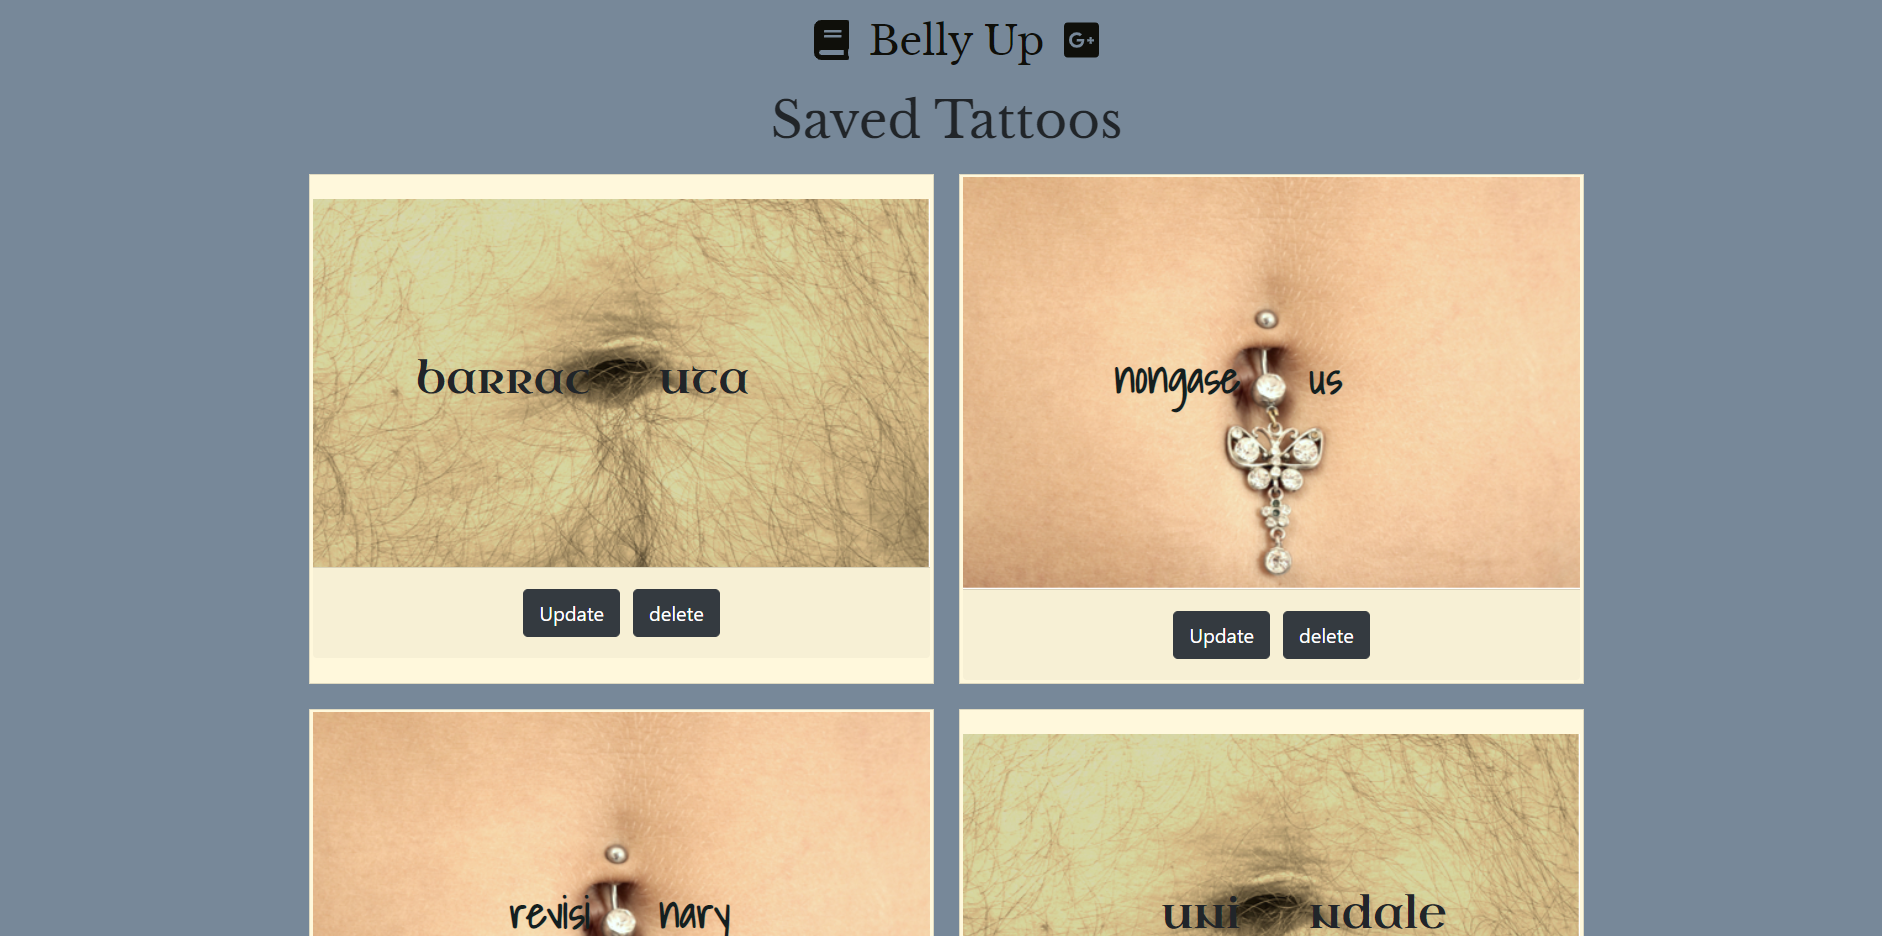 Belly Up G+
Saved Tattoos
barrac uta
nongase us
Update delete
Update delete
revisi nary
uni ndale